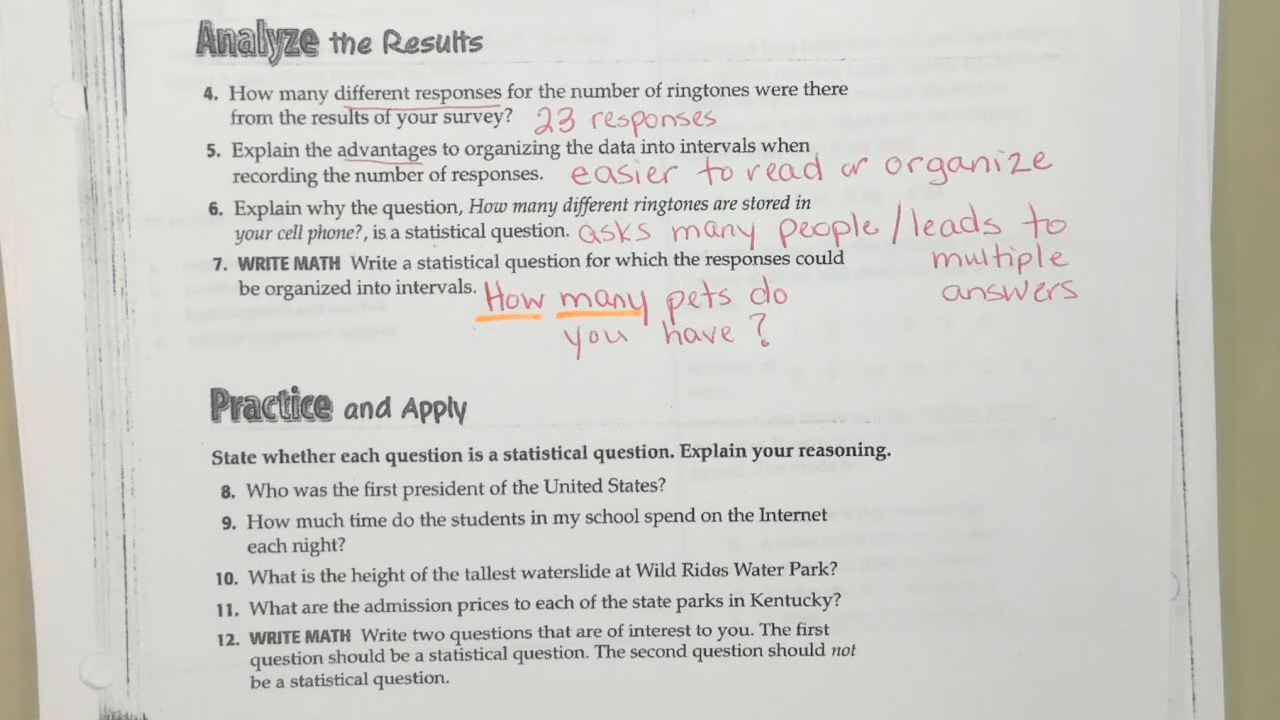 Analyze the Results
4. How many different responses for the number of ringtones were there
from the results of your survey? 23 responses
5. Explain the advantages to organizing the data into intervals when
recording the number of responses. easier to read or organize
6. Explain why the question, How many different ringtones are stored in
your cell phone?, is a statistical question. asks many people / leads to
multiple
answers
7. WRITE MATH Write a statistical question for which the responses could
be organized into intervals. How many pets do
you have?
Practice and Apply
State whether each question is a statistical question. Explain your reasoning.
8. Who was the first president of the United States?
9. How much time do the students in my school spend on the Internet
each night?
10. What is the height of the tallest waterslide at Wild Rides Water Park?
11. What are the admission prices to each of the state parks in Kentucky?
12. WRITE MATH Write two questions that are of interest to you. The first
question should be a statistical question. The second question should not
be a statistical question.